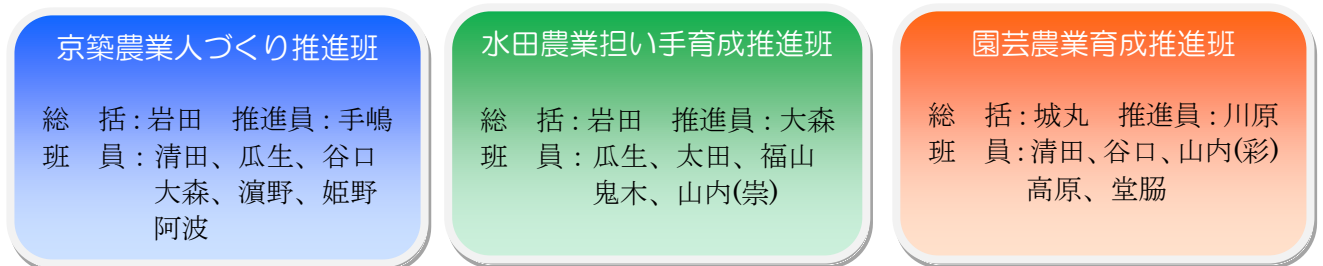 京築農業人づくり推進班
総　括：岩田　推進員：手嶋
班　員：清田、瓜生、谷口
大森、濵野、姫野
阿波
水田農業担い手育成推進班
総　括：岩田　推進員：大森
班　員：瓜生、太田、福山
鬼木、山内(崇)
園芸農業育成推進班
総　括：城丸　推進員：川原
班　員：清田、谷口、山内(彩)
高原、堂脇